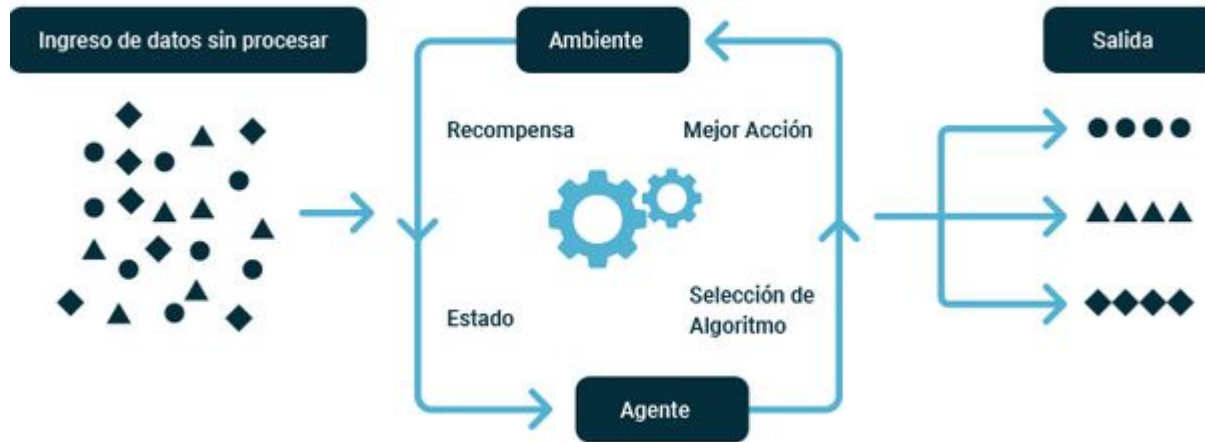 Ingreso de datos sin procesar
Ambiente
Salida
Recompensa
Mejor Acción
Estado
Selección de
Algoritmo
Agente